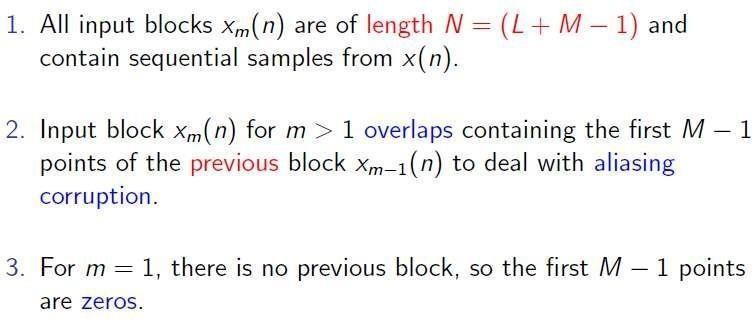 1. All input blocks xₘ(n) are of length N = (L + M − 1) and
contain sequential samples from x(n).
2. Input block xₘ(n) for m > 1 overlaps containing the first M − 1
points of the previous block xₘ₋₁(n) to deal with aliasing
corruption.
3. For m = 1, there is no previous block, so the first M − 1 points
are zeros.